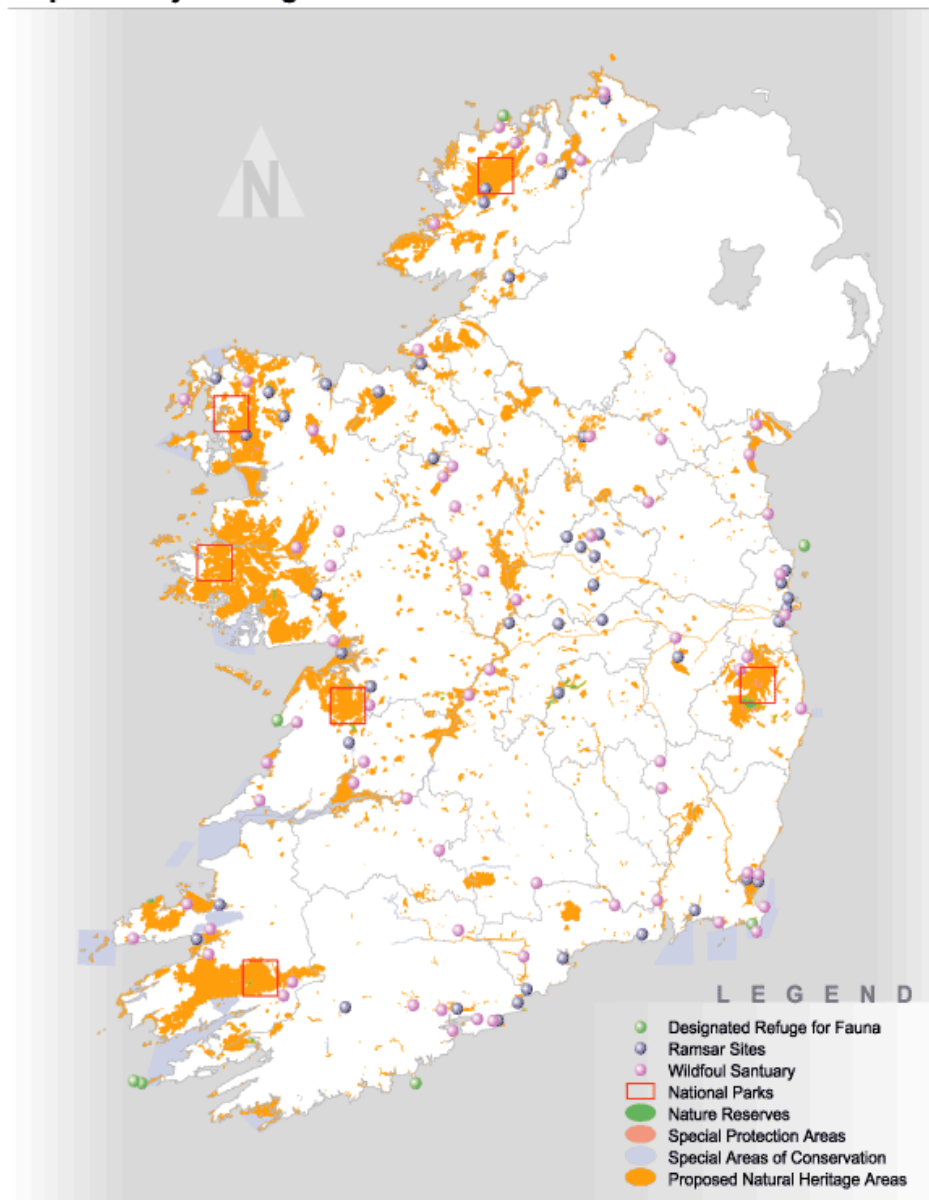 N
L E G E N D
Designated Refuge for Fauna
Ramsar Sites
Wildfoul Santuary
National Parks
Nature Reserves
Special Protection Areas
Special Areas of Conservation
Proposed Natural Heritage Areas